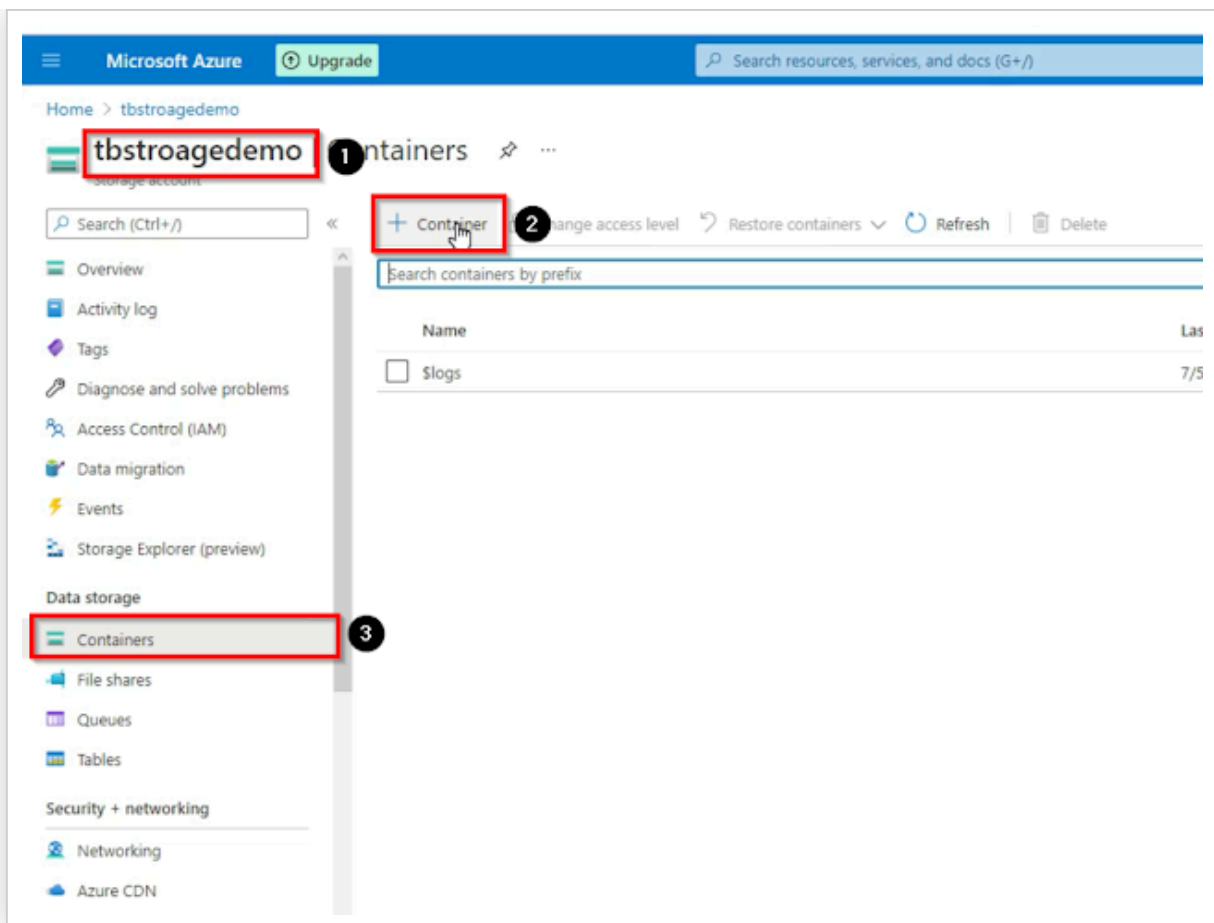 Microsoft Azure Upgrade Search resources, services, and docs (G+/)
Home > tbstroagedemo
tbstroagedemo 1 ntainers ...
Storage account
Search (Ctrl+/) « + Container 2 hange access level Restore containers Refresh Delete
Overview
Search containers by prefix
Activity log
Name Las
Tags
$logs 7/5
Diagnose and solve problems
Access Control (IAM)
Data migration
Events
Storage Explorer (preview)
Data storage
Containers 3
File shares
Queues
Tables
Security + networking
Networking
Azure CDN